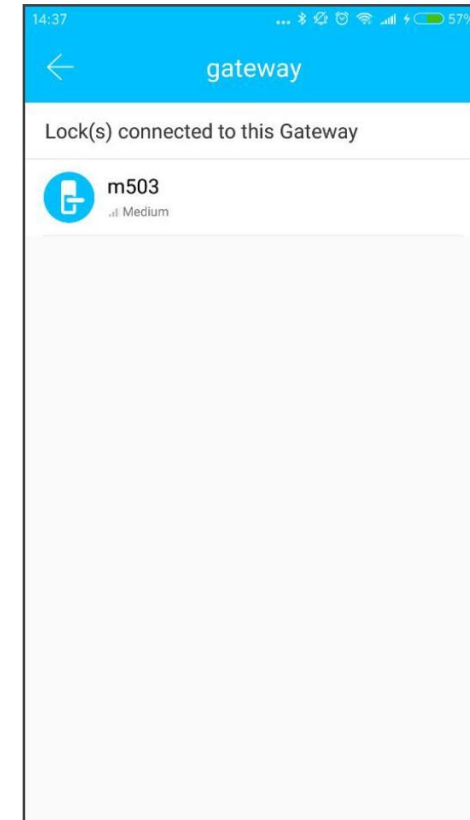 14:37 ... 57%
gateway
Lock(s) connected to this Gateway
m503
Medium